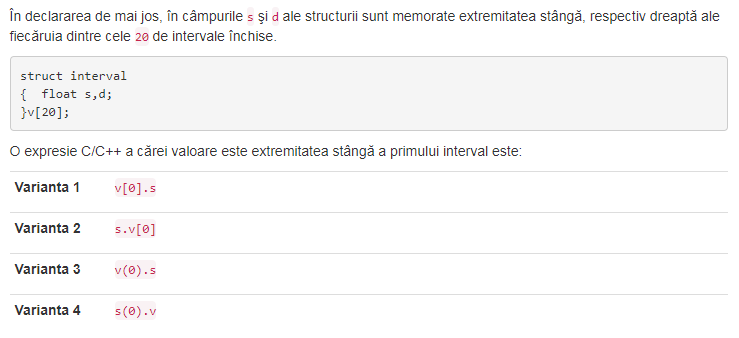 În declararea de mai jos, în câmpurile s şi d ale structurii sunt memorate extremitatea stângă, respectiv dreaptă ale
fiecăruia dintre cele 20 de intervale închise.
struct interval
{  float s,d;
}v[20];
O expresie C/C++ a cărei valoare este extremitatea stângă a primului interval este:
Varianta 1 v[0].s
Varianta 2 s.v[0]
Varianta 3 v(0).s
Varianta 4 s(0).v